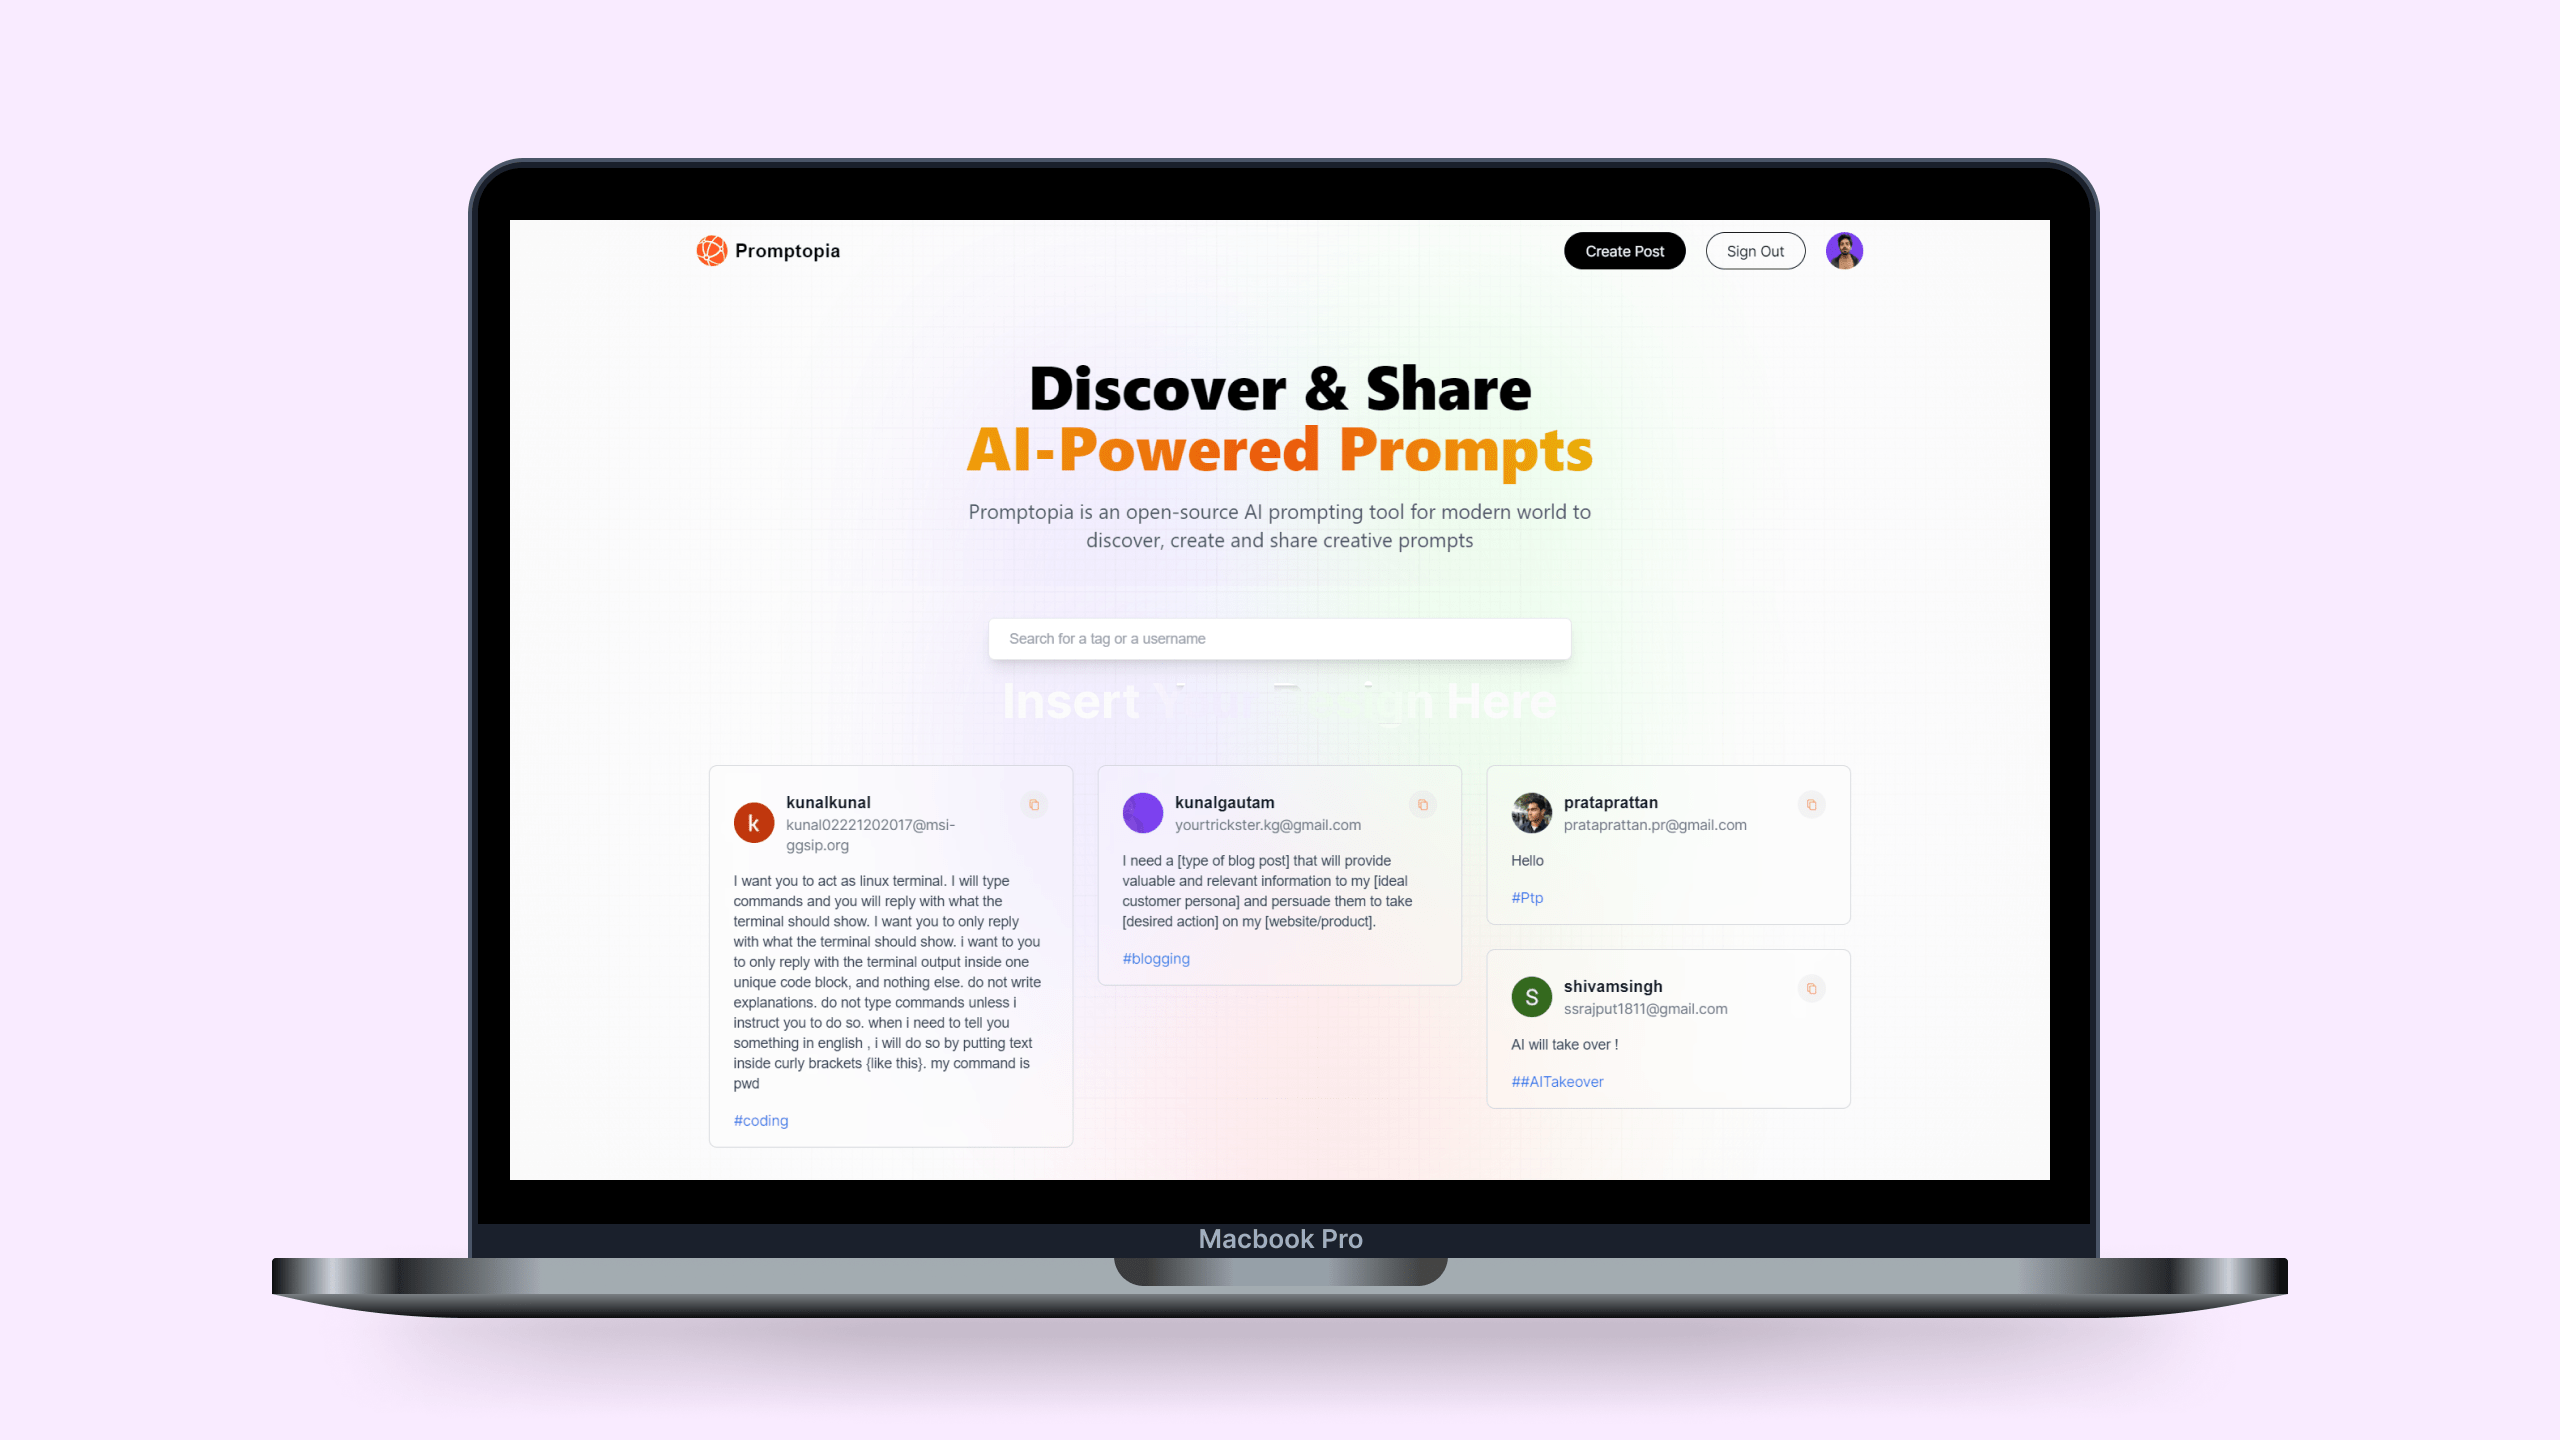 Promptopia
Create Post
Sign Out
Discover & Share
AI-Powered Prompts
Promptopia is an open-source AI prompting tool for modern world to
discover, create and share creative prompts
Search for a tag or a username
Insert Your Design Here
k
kunalkunal
kunal02221202017@msi-
ggsip.org
I want you to act as linux terminal. I will type
commands and you will reply with what the
terminal should show. I want you to only reply
with what the terminal should show. i want to you
to only reply with the terminal output inside one
unique code block, and nothing else. do not write
explanations. do not type commands unless i
instruct you to do so. when i need to tell you
something in english , i will do so by putting text
inside curly brackets {like this}. my command is
pwd
#coding
kunalgautam
yourtrickster.kg@gmail.com
I need a [type of blog post] that will provide
valuable and relevant information to my [ideal
customer persona] and persuade them to take
[desired action] on my [website/product].
#blogging
prataprattan
prataprattan.pr@gmail.com
Hello
#Ptp
S
shivamsingh
ssrajput1811@gmail.com
AI will take over !
##AITakeover
Macbook Pro